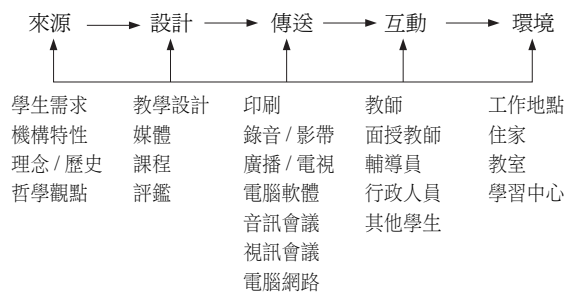 來源 設計 傳送 互動 環境
學生需求 教學設計 印刷 教師 工作地點
機構特性 媒體 錄音 / 影帶 面授教師 住家
理念 / 歷史 課程 廣播 / 電視 輔導員 教室
哲學觀點 評鑑 電腦軟體 行政人員 學習中心
音訊會議 其他學生
視訊會議
電腦網路